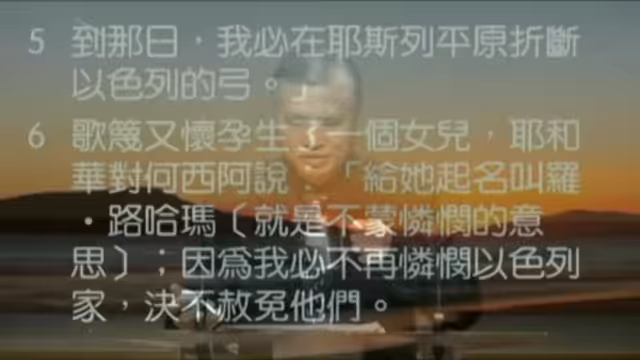 5 到那日，我必在耶斯列平原折斷
以色列的弓。」
6 歌篾又懷孕生了一個女兒，耶和
華對何西阿說：「給她起名叫羅
·路哈瑪〔就是不蒙憐憫的意
思〕；因為我必不再憐憫以色列
家，決不赦免他們。